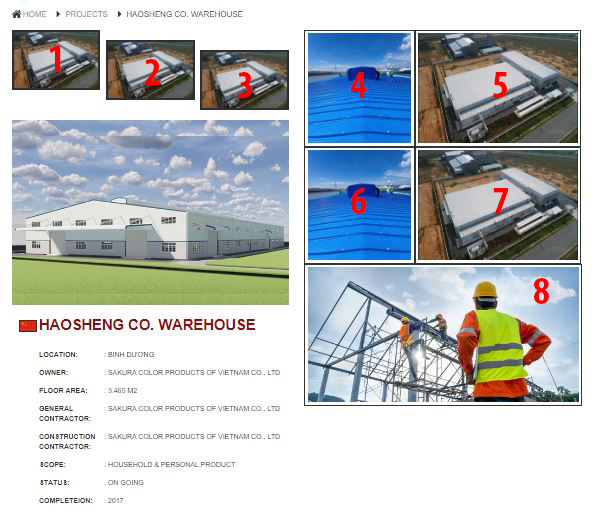 HOME PROJECTS HAOSHENG CO. WAREHOUSE
1
2
3
4
5
6
7
8
HAOSHENG CO. WAREHOUSE
LOCATION: : BINH DUONG
OWNER: : SAKURA COLOR PRODUCTS OF VIETNAM CO., LTD
FLOOR AREA: : 3.465 M2
GENERAL : SAKURA COLOR PRODUCTS OF VIETNAM CO., LTD
CONTRACTOR:
CONSTRUCTION : SAKURA COLOR PRODUCTS OF VIETNAM CO., LTD
CONTRACTOR:
SCOPE: : HOUSEHOLD & PERSONAL PRODUCT
STATUS: : ON GOING
COMPLETEION: : 2017